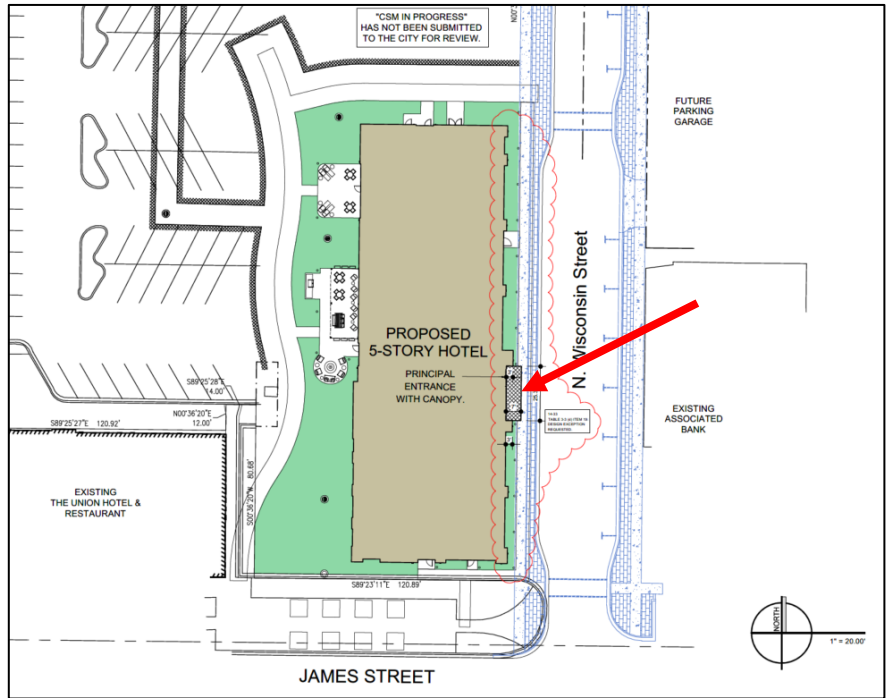 "CSM IN PROGRESS"
HAS NOT BEEN SUBMITTED
TO THE CITY FOR REVIEW.
FUTURE
PARKING
GARAGE
N. Wisconsin Street
PROPOSED
5-STORY HOTEL
PRINCIPAL
ENTRANCE
WITH CANOPY.
DESIGN EXCEPTION
REQUESTED
EXISTING
ASSOCIATED
BANK
S89°25'28"E
14.00'
N00°36'20"E
12.00'
S89°25'27"E 120.92'
S00°36'20"W 80.68'
EXISTING
THE UNION HOTEL &
RESTAURANT
S89°23'11"E 120.89'
JAMES STREET
NORTH
1" = 20.00'